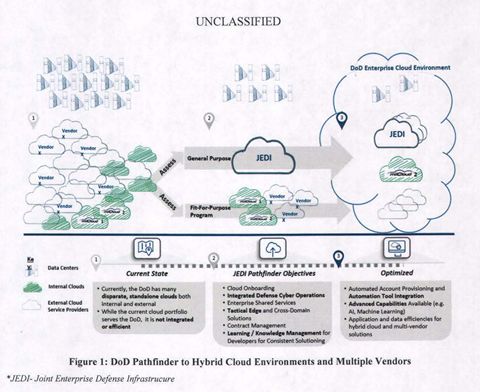 UNCLASSIFIED
DoD Enterprise Cloud Environment
1
2
3
Vendor
X
Vendor
X
Vendor
X
Vendor
X
Vendor
X
Vendor
X
Vendor
X
Vendor
X
Assess
Assess
General Purpose
JEDI
JEDI
Fit-For-Purpose
Program
Vendor
X
Vendor
X
Vendor
X
Data Centers
Internal Clouds
External Cloud
Service Providers
1
Current State
• Currently, the DoD has many
disparate, standalone clouds both
internal and external
• While the current cloud portfolio
serves the DoD, it is not integrated
or efficient
2
JEDI Pathfinder Objectives
• Cloud Onboarding
• Integrated Defense Cyber Operations
• Enterprise Shared Services
• Tactical Edge and Cross-Domain
Solutions
• Contract Management
• Learning / Knowledge Management for
Developers for Consistent Solutioning
3
Optimized
• Automated Account Provisioning and
Automation Tool Integration
• Advanced Capabilities Available (e.g.
AI, Machine Learning)
• Application and data efficiencies for
hybrid cloud and multi-vendor
solutions
Figure 1: DoD Pathfinder to Hybrid Cloud Environments and Multiple Vendors
*JEDI- Joint Enterprise Defense Infrastrucure